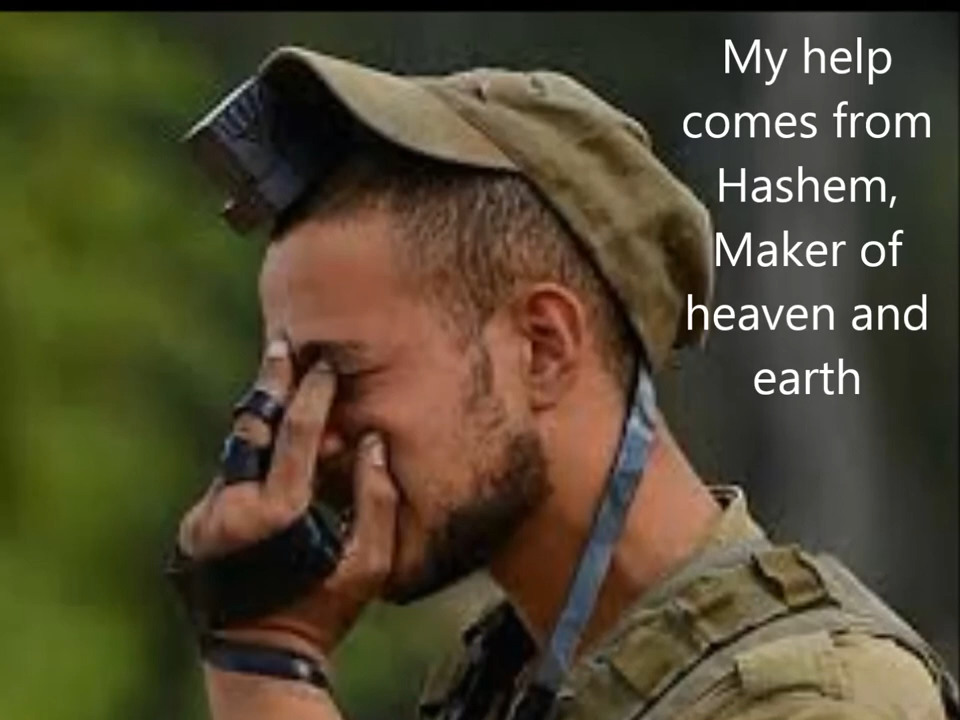 My help
comes from
Hashem,
Maker of
heaven and
earth